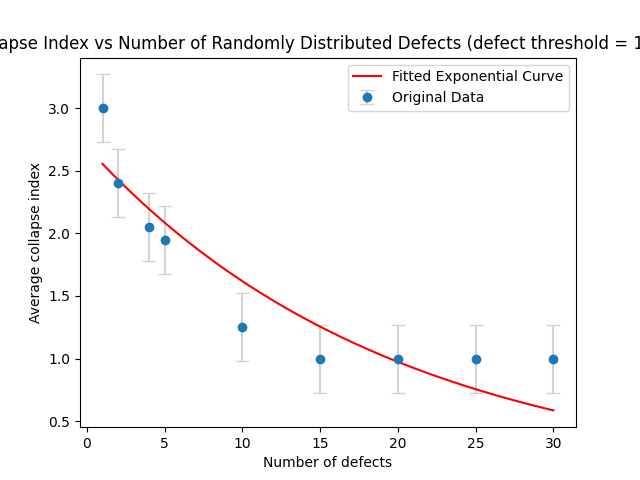 apse Index vs Number of Randomly Distributed Defects (defect threshold = 1
Fitted Exponential Curve
Original Data
Average collapse index
3.0
2.5
2.0
1.5
1.0
0.5
0 5 10 15 20 25 30
Number of defects